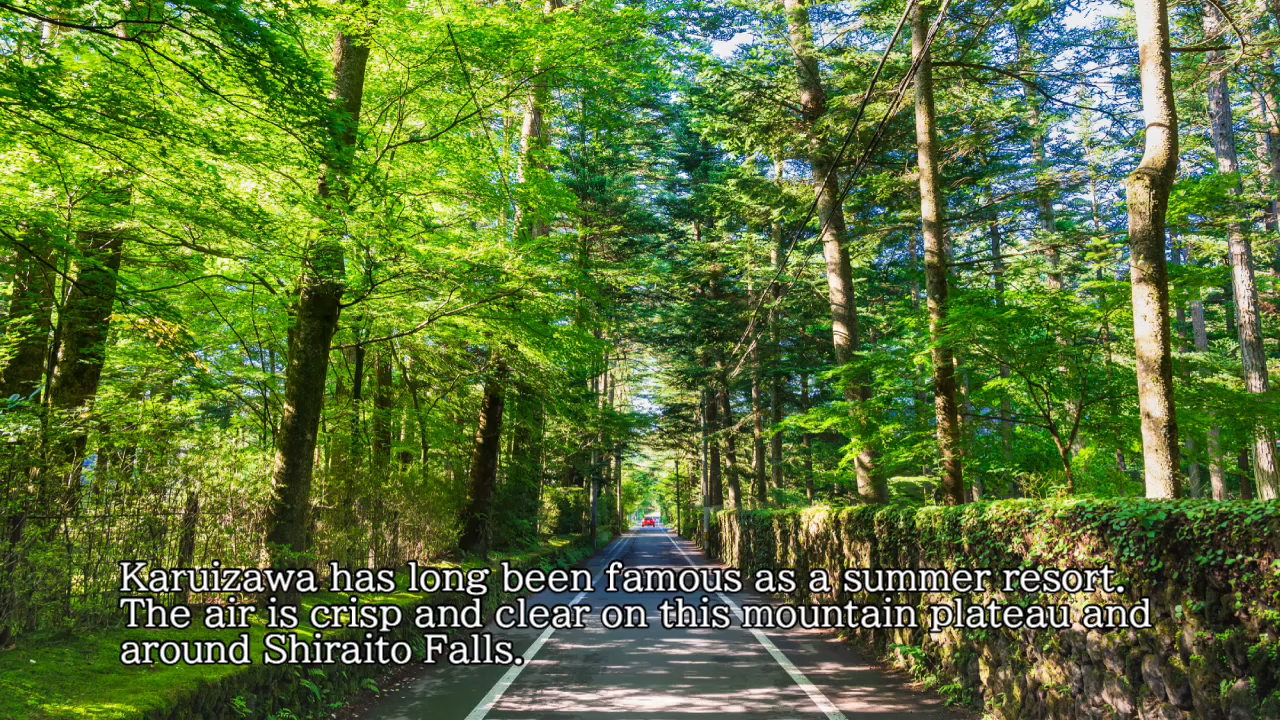 Karuizawa has long been famous as a summer resort.
The air is crisp and clear on this mountain plateau and
around Shiraito Falls.